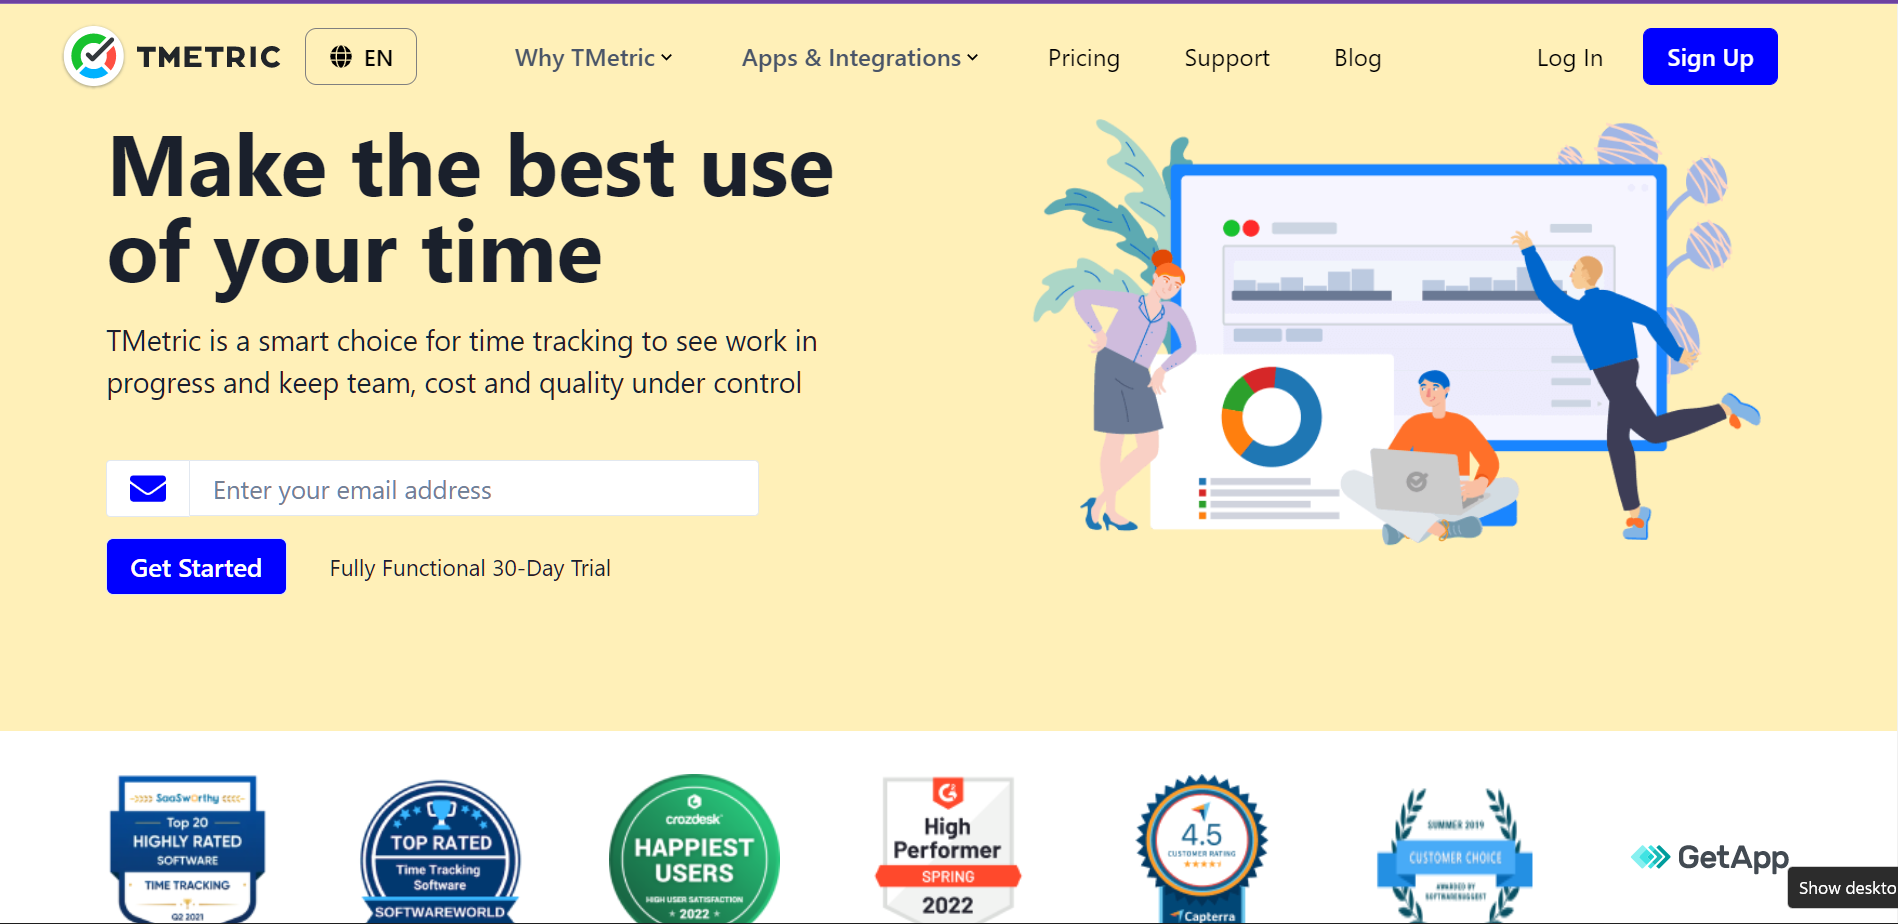 TMETRIC
EN
Why TMetric
Apps & Integrations
Pricing
Support
Blog
Log In
Sign Up
Make the best use
of your time
TMetric is a smart choice for time tracking to see work in
progress and keep team, cost and quality under control
Enter your email address
Get Started
Fully Functional 30-Day Trial
SaaSworthy
Top 20
HIGHLY RATED
SOFTWARE
TIME TRACKING
Q2 2021
TOP RATED
Time Tracking
Software
SOFTWAREWORLD
crozdesk
HAPPIEST
USERS
HIGH USER SATISFACTION
2022
High
Performer
SPRING
2022
4.5
CUSTOMER RATING
Capterra
SUMMER 2019
CUSTOMER CHOICE
AWARDED BY
SOFTWARESUGGEST
GetApp
Show deskto